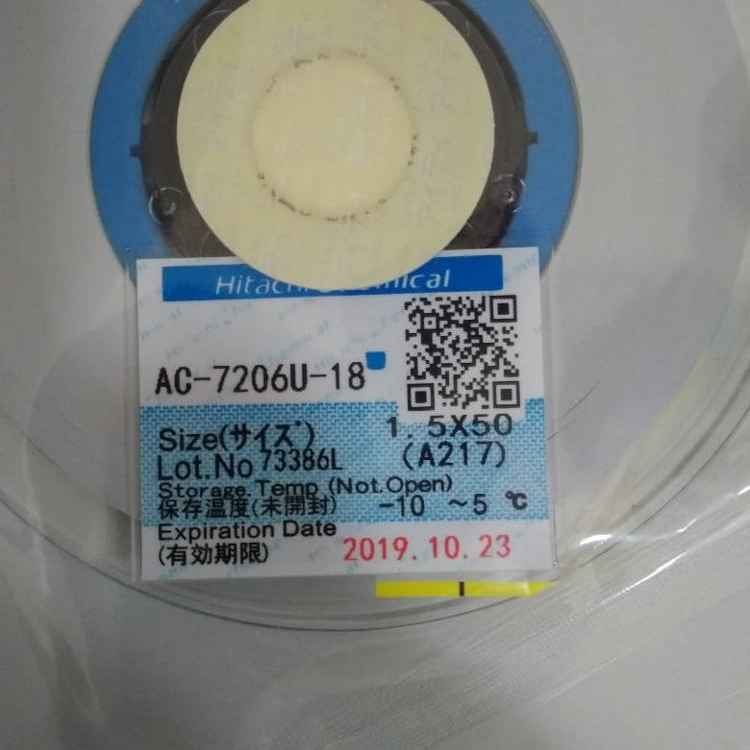 Hitachi Chemical
AC-7206U-18
Size(サイズ) 1.5X50
Lot.No 73386L (A217)
Storage.Temp (Not.Open)
保存温度(未開封) -10 ~5 ℃
Expiration Date
(有効期限) 2019.10.23